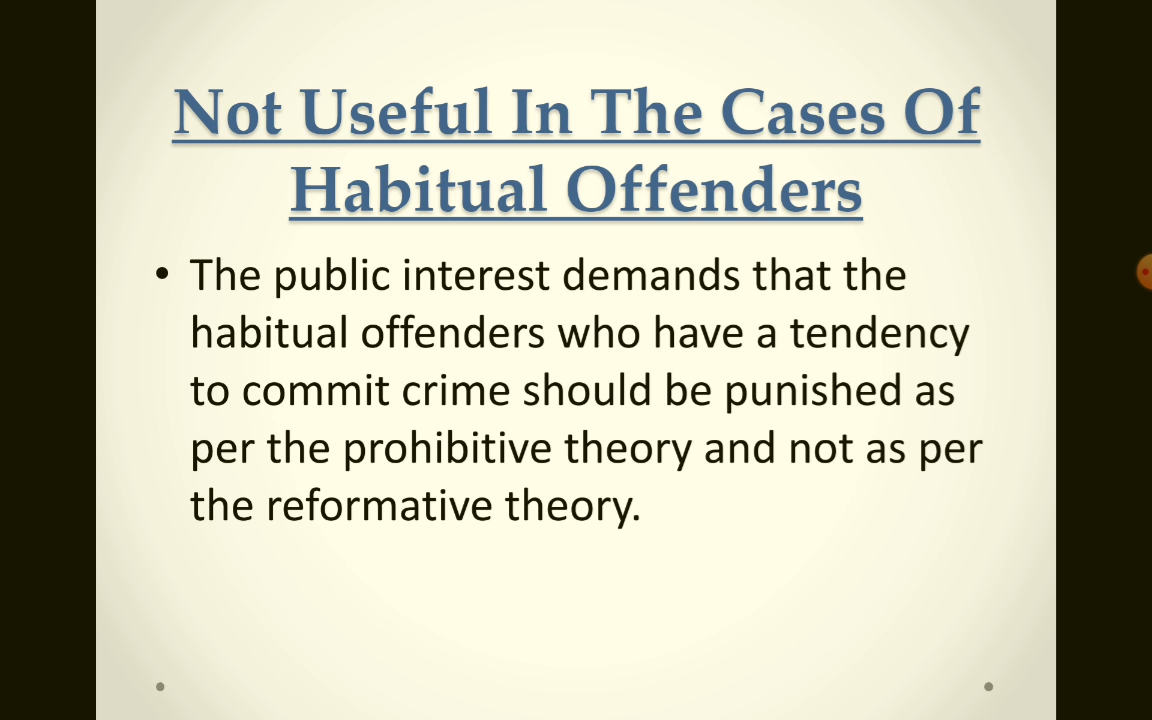 Not Useful In The Cases Of
Habitual Offenders
• The public interest demands that the
habitual offenders who have a tendency
to commit crime should be punished as
per the prohibitive theory and not as per
the reformative theory.